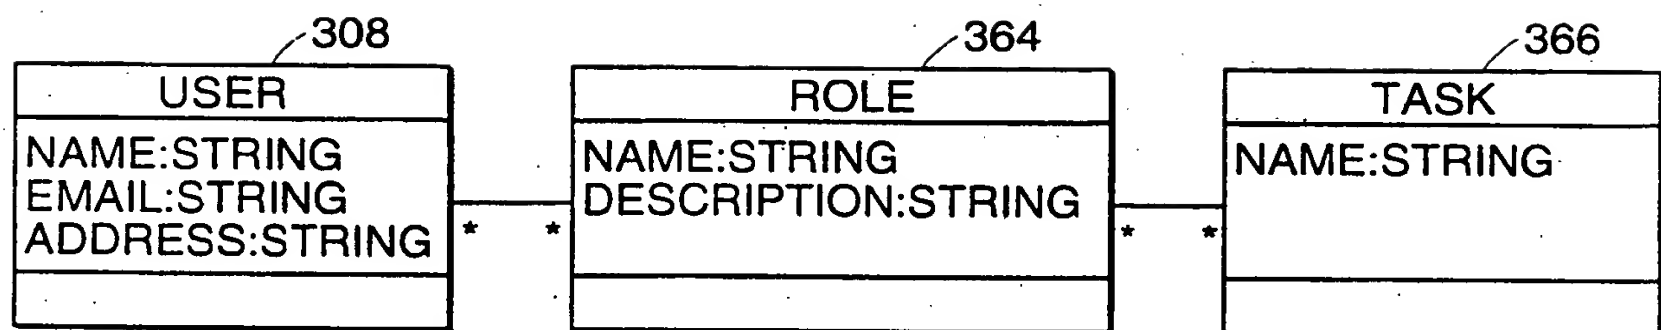 308
USER
NAME:STRING
EMAIL:STRING
ADDRESS:STRING
* *
364
ROLE
NAME:STRING
DESCRIPTION:STRING
* *
366
TASK
NAME:STRING